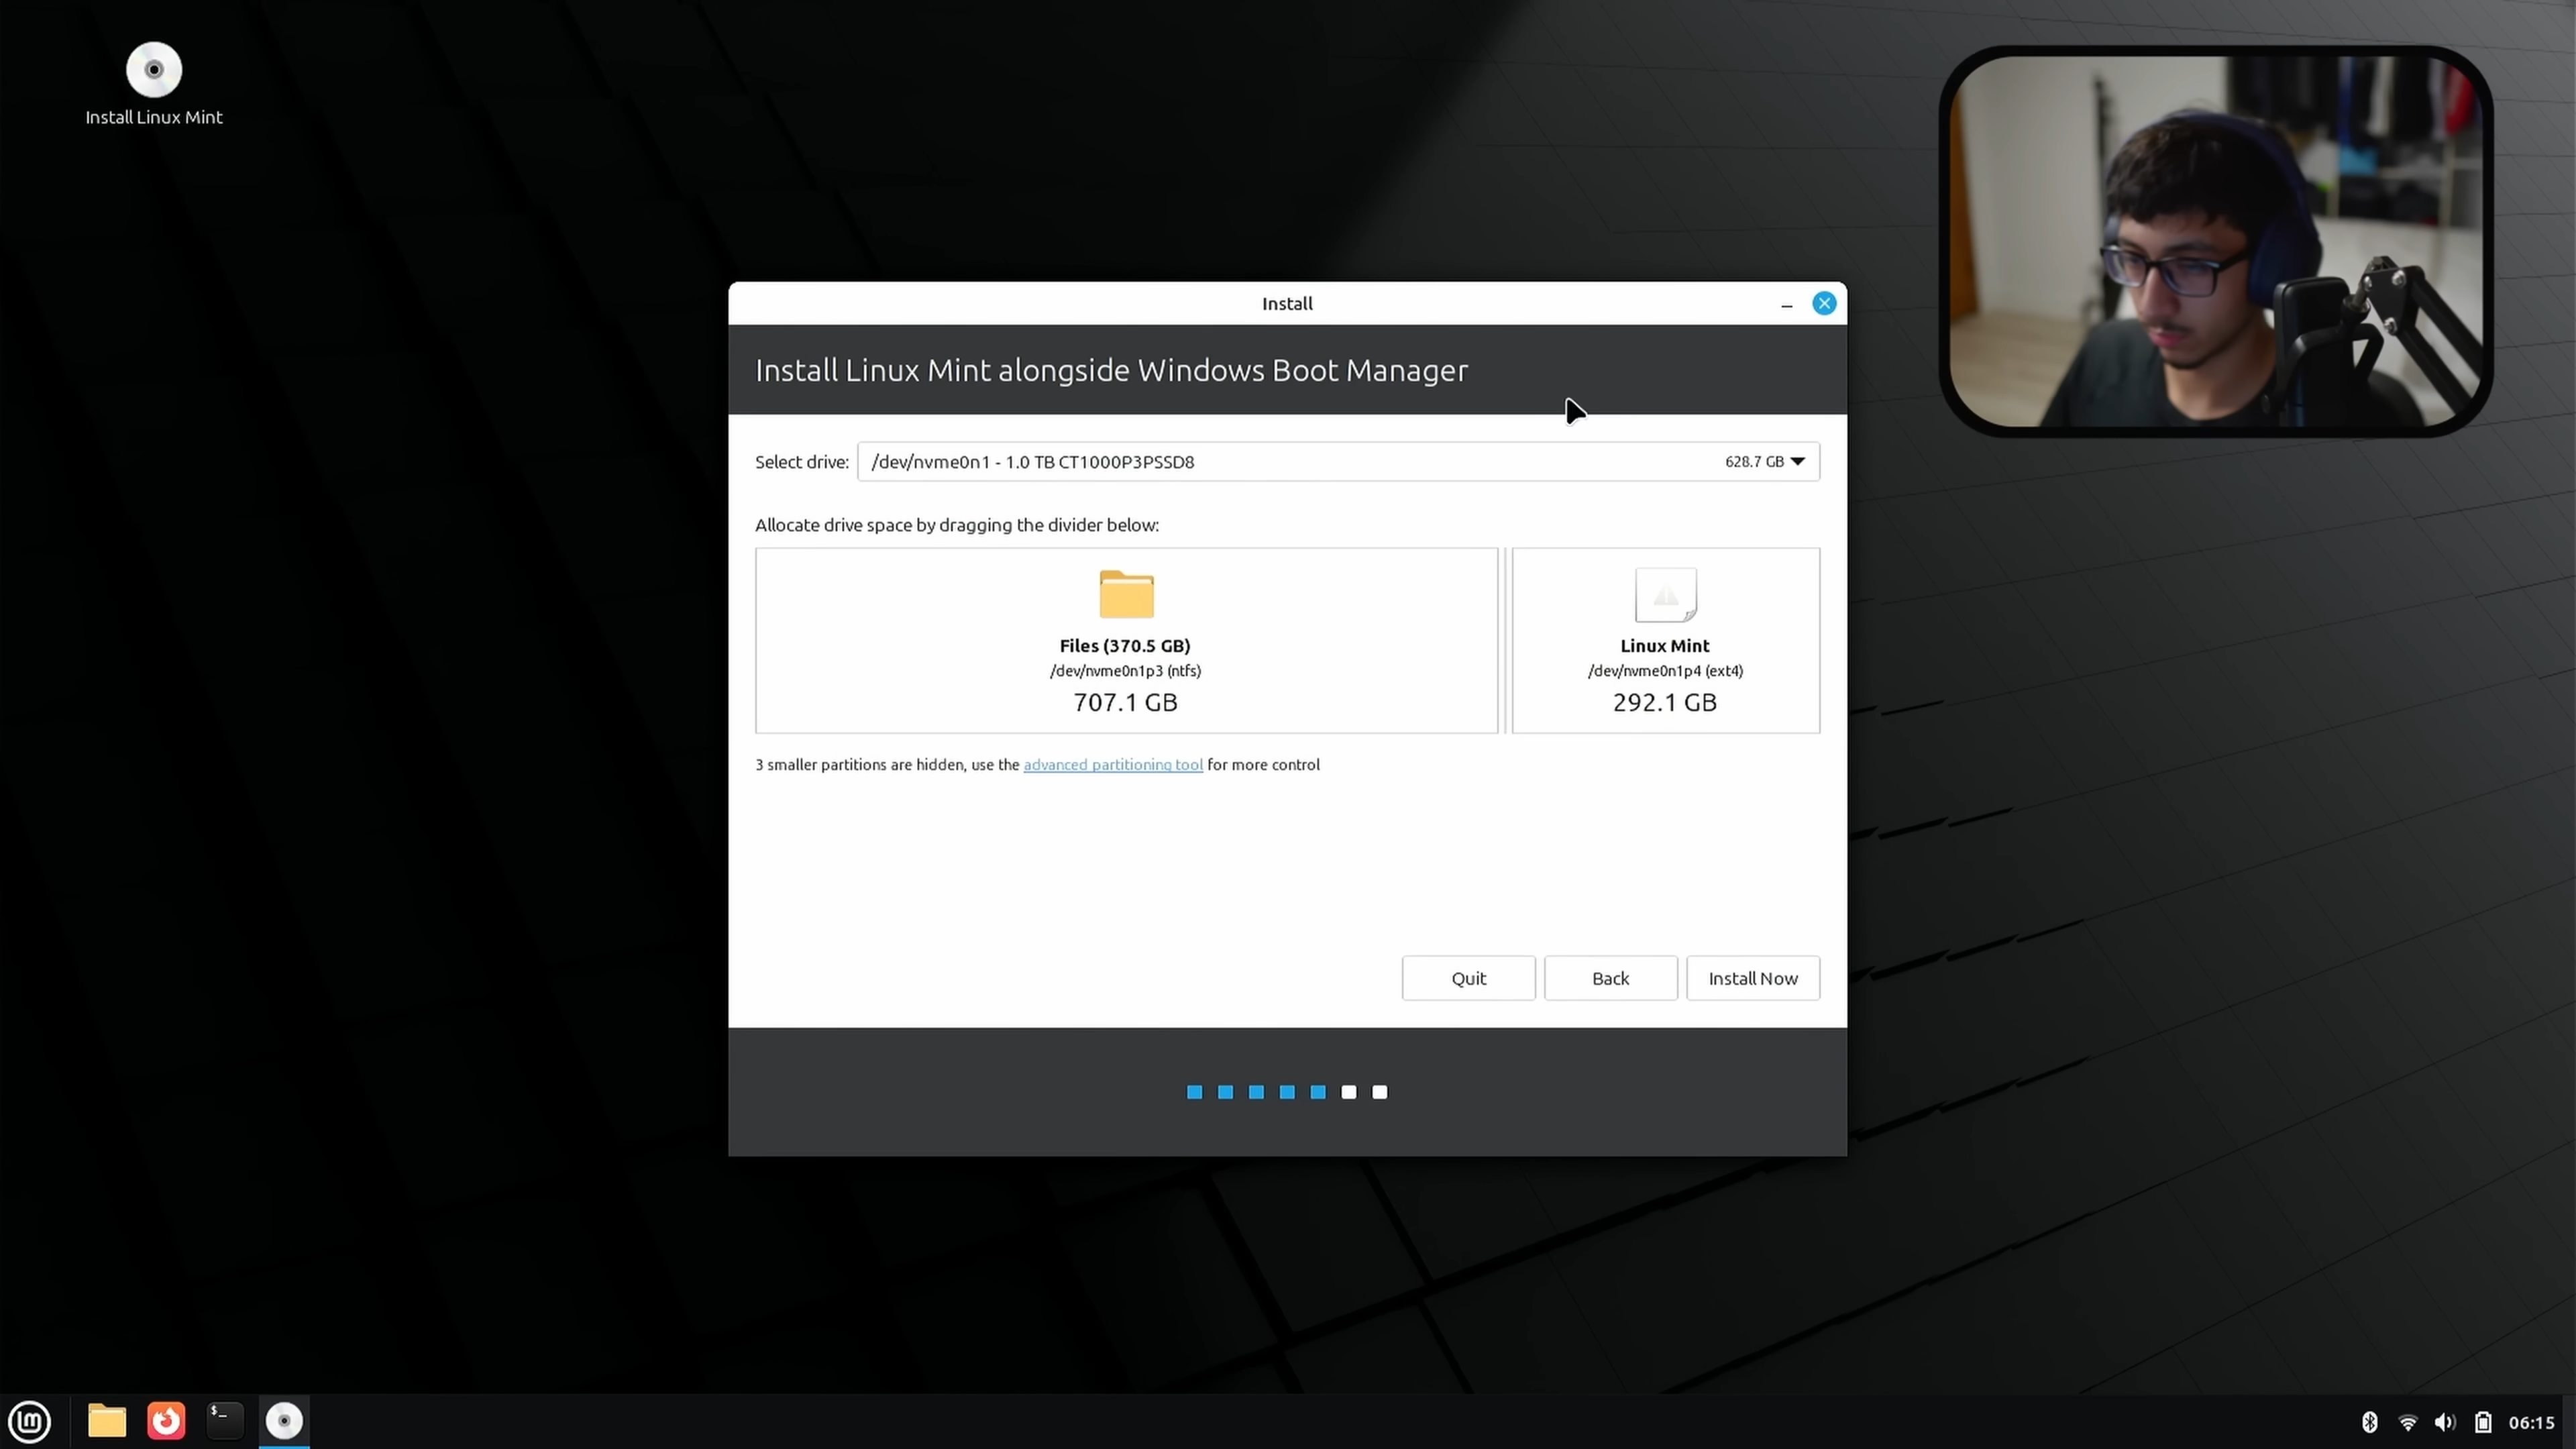 Install Linux Mint
Install
Install Linux Mint alongside Windows Boot Manager
Select drive:
/dev/nvme0n1 - 1.0 TB CT1000P3PSSD8
628.7 GB
Allocate drive space by dragging the divider below:
Files (370.5 GB)
/dev/nvme0n1p3 (ntfs)
707.1 GB
Linux Mint
/dev/nvme0n1p4 (ext4)
292.1 GB
3 smaller partitions are hidden, use the advanced partitioning tool for more control
Quit
Back
Install Now
$_
06:15